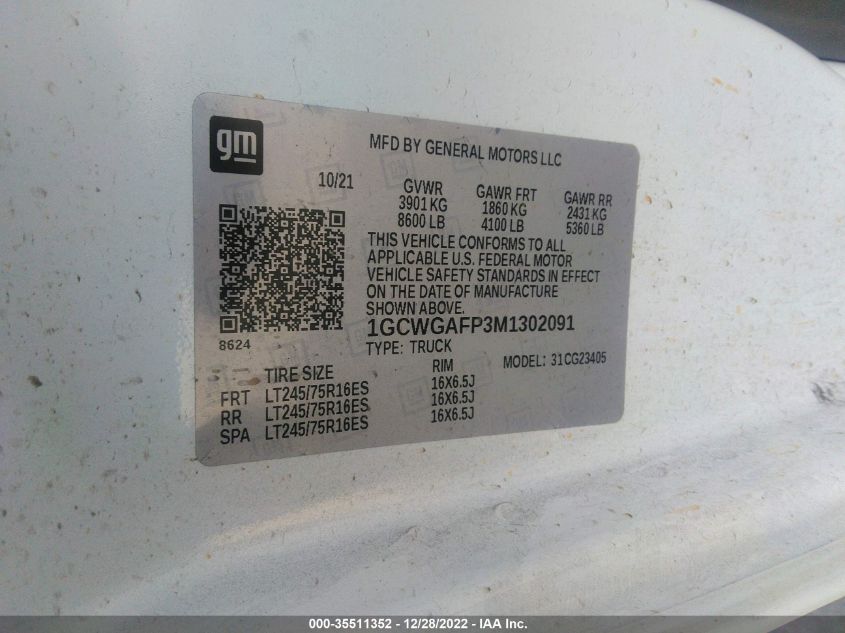 gm
MFD BY GENERAL MOTORS LLC
10/21
GVWR GAWR FRT GAWR RR
3901 KG 1860 KG 2431 KG
8600 LB 4100 LB 5360 LB
THIS VEHICLE CONFORMS TO ALL
APPLICABLE U.S. FEDERAL MOTOR
VEHICLE SAFETY STANDARDS IN EFFECT
ON THE DATE OF MANUFACTURE
SHOWN ABOVE.
8624
1GCWGAFP3M1302091
TYPE: TRUCK MODEL: 31CG23405
TIRE SIZE RIM
FRT LT245/75R16ES 16X6.5J
RR LT245/75R16ES 16X6.5J
SPA LT245/75R16ES 16X6.5J
000-35511352 - 12/28/2022 - IAA Inc.